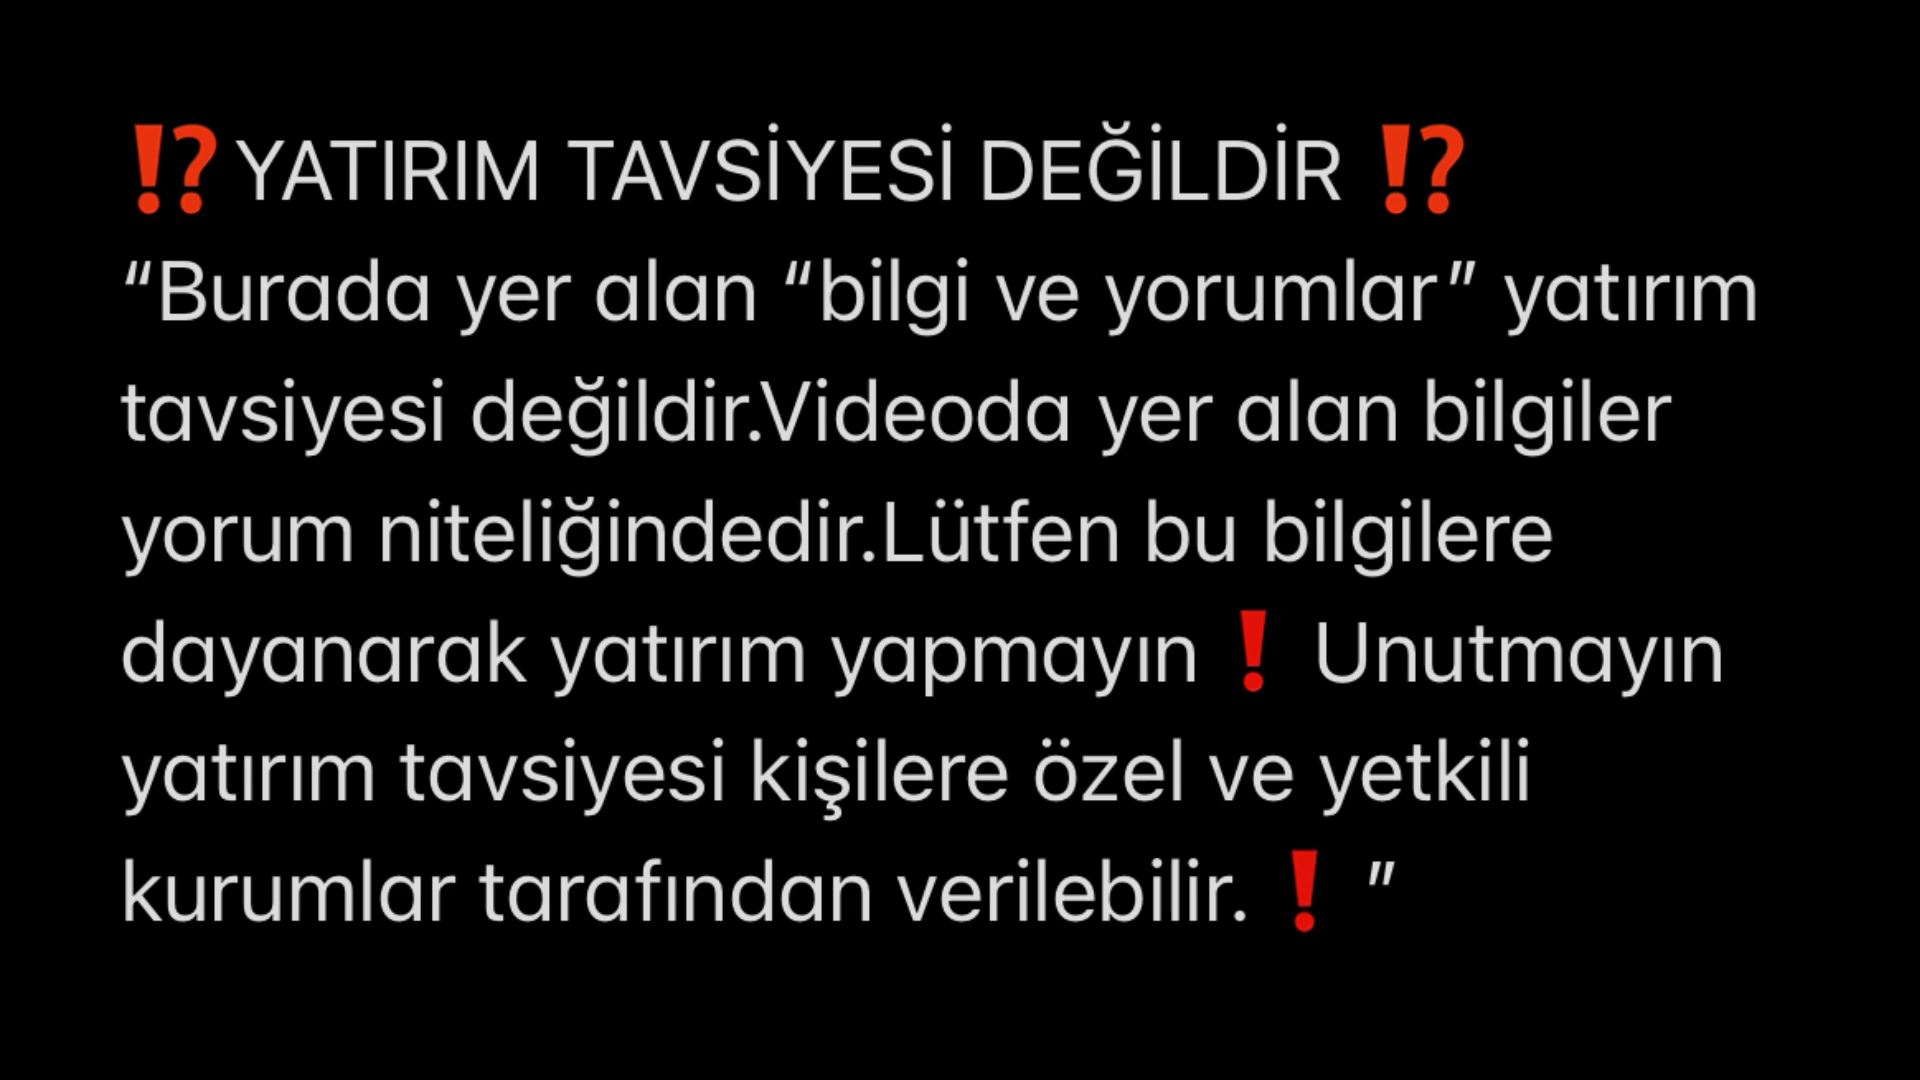 ⁉️YATIRIM TAVSİYESİ DEĞİLDİR ⁉️
“Burada yer alan “bilgi ve yorumlar” yatırım
tavsiyesi değildir.Videoda yer alan bilgiler
yorum niteliğindedir.Lütfen bu bilgilere
dayanarak yatırım yapmayın❗ Unutmayın
yatırım tavsiyesi kişilere özel ve yetkili
kurumlar tarafından verilebilir. ❗ ”